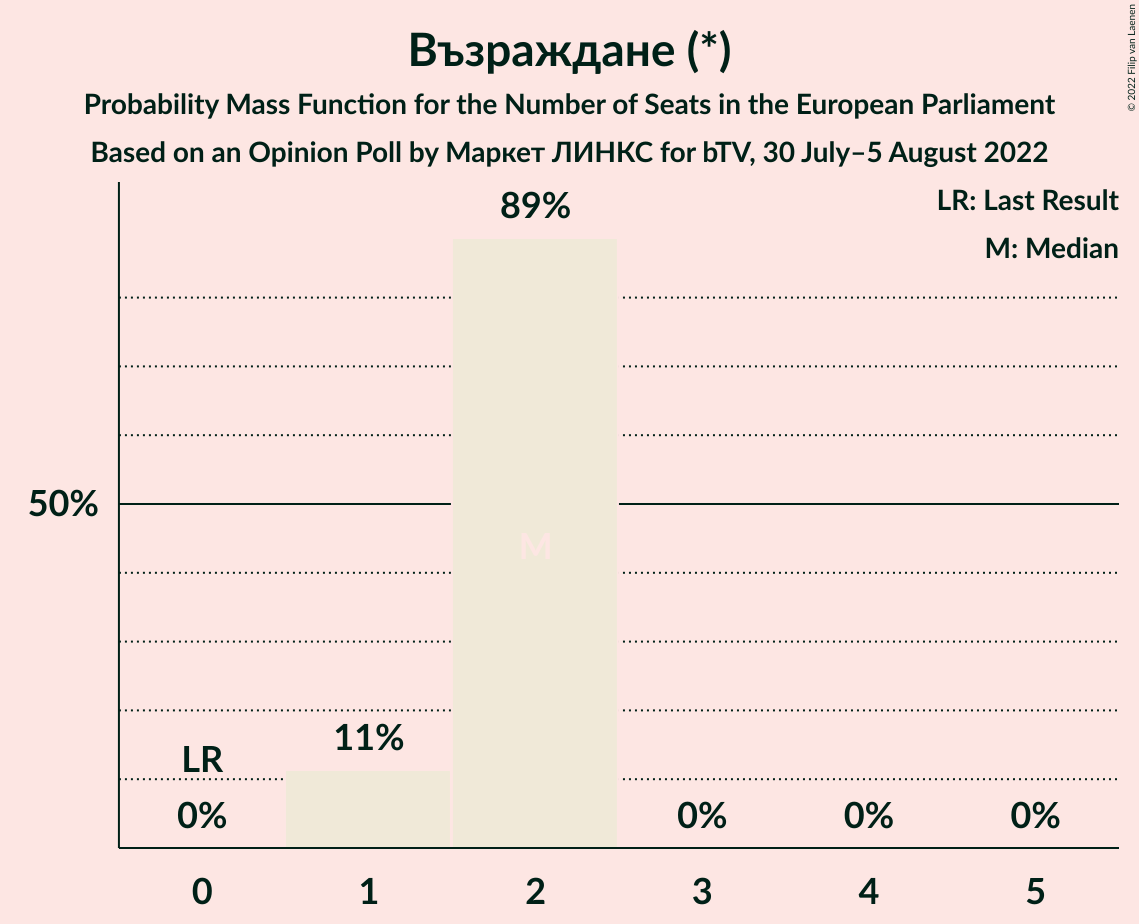 Възраждане (*)
Probability Mass Function for the Number of Seats in the European Parliament
Based on an Opinion Poll by Маркет ЛИНКС for bTV, 30 July–5 August 2022
© 2022 Filip van Laenen
LR: Last Result
M: Median
89%
50%
M
11%
LR
0%
0%
0%
0%
0
1
2
3
4
5